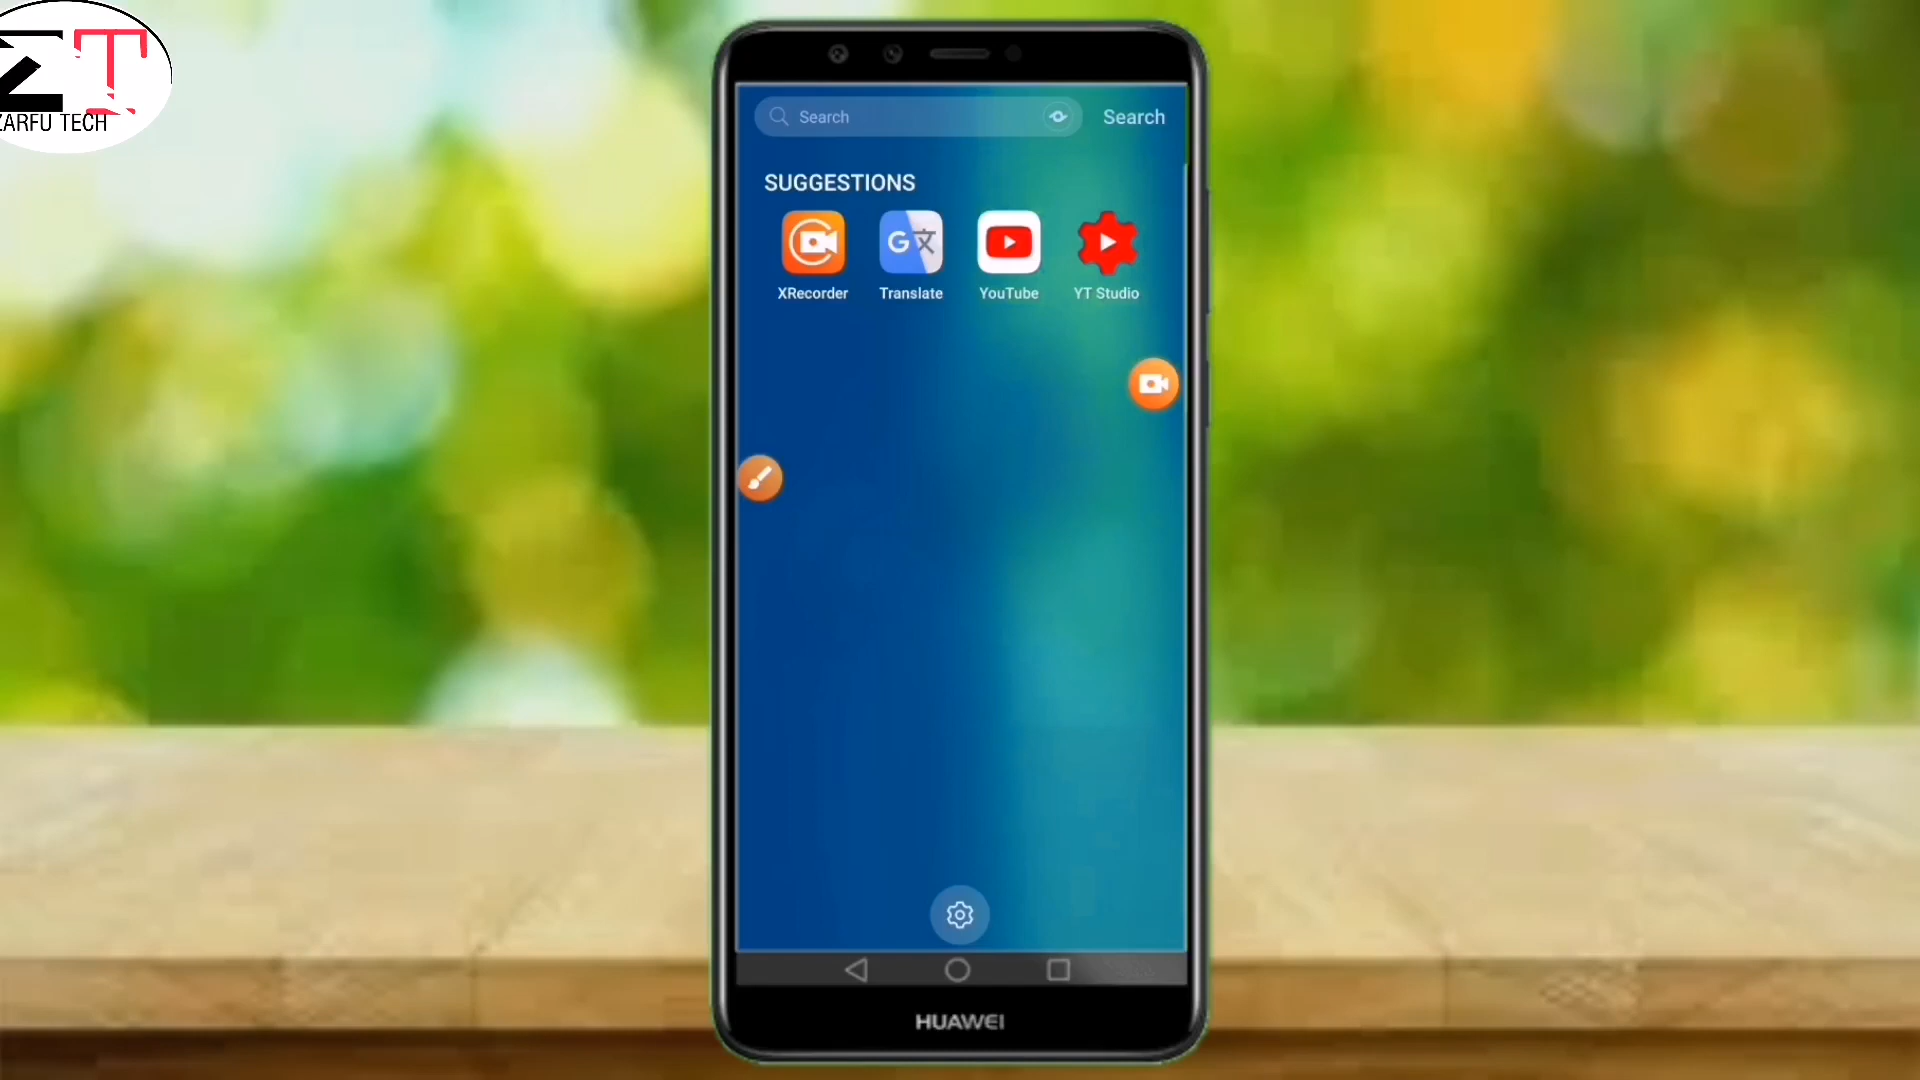 ZT
ZARFU TECH
Search
Search
SUGGESTIONS
XRecorder
Translate
YouTube
YT Studio
HUAWEI